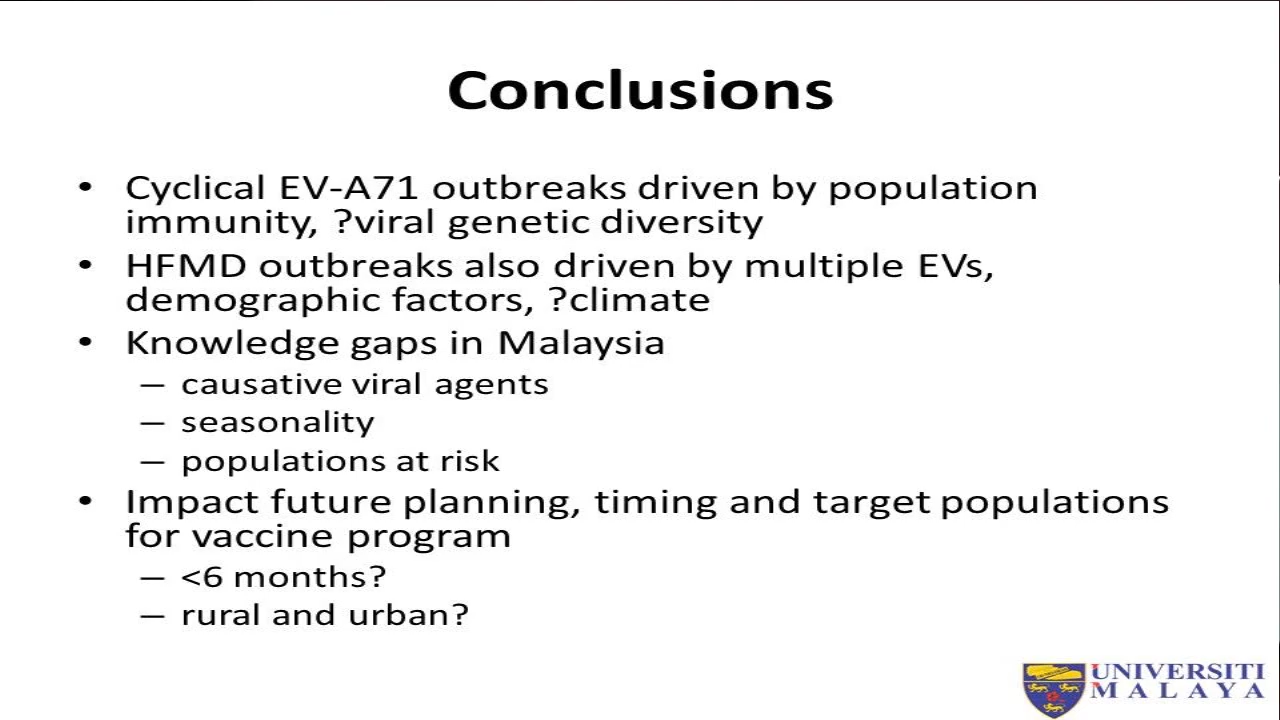 Conclusions
• Cyclical EV-A71 outbreaks driven by population
immunity, ?viral genetic diversity
• HFMD outbreaks also driven by multiple EVs,
demographic factors, ?climate
• Knowledge gaps in Malaysia
– causative viral agents
– seasonality
– populations at risk
• Impact future planning, timing and target populations
for vaccine program
– <6 months?
– rural and urban?
UNIVERSITI
MALAYA